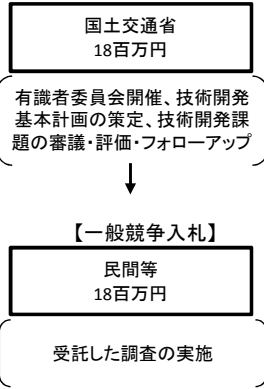 国土交通省
18百万円
有識者委員会開催、技術開発
基本計画の策定、技術開発課
題の審議・評価・フォローアップ
【一般競争入札】
民間等
18百万円
受託した調査の実施